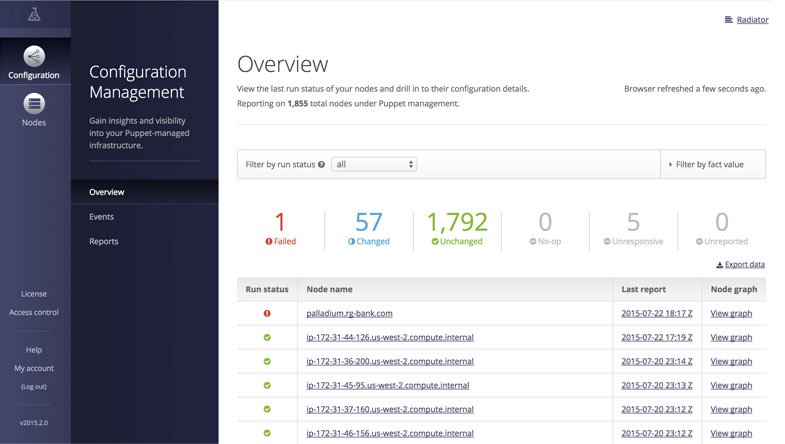 Radiator
Configuration
Nodes
License
Access control
Help
My account
(Log out)
v2015.2.0
Configuration
Management
Gain insights and visibility
into your Puppet-managed
infrastructure.
Overview
Events
Reports
Overview
View the last run status of your nodes and drill in to their configuration details.
Browser refreshed a few seconds ago.
Reporting on 1,855 total nodes under Puppet management.
Filter by run status ? all
Filter by fact value
1 57 1,792 0 5 0
Failed Changed Unchanged No-op Unresponsive Unreported
Export data
Run status Node name Last report Node graph
palladium.rg-bank.com 2015-07-22 18:17 Z View graph
ip-172-31-44-126.us-west-2.compute.internal 2015-07-22 17:19 Z View graph
ip-172-31-36-200.us-west-2.compute.internal 2015-07-20 23:14 Z View graph
ip-172-31-45-95.us-west-2.compute.internal 2015-07-20 23:13 Z View graph
ip-172-31-37-160.us-west-2.compute.internal 2015-07-20 23:12 Z View graph
ip-172-31-46-156.us-west-2.compute.internal 2015-07-20 23:12 Z View graph